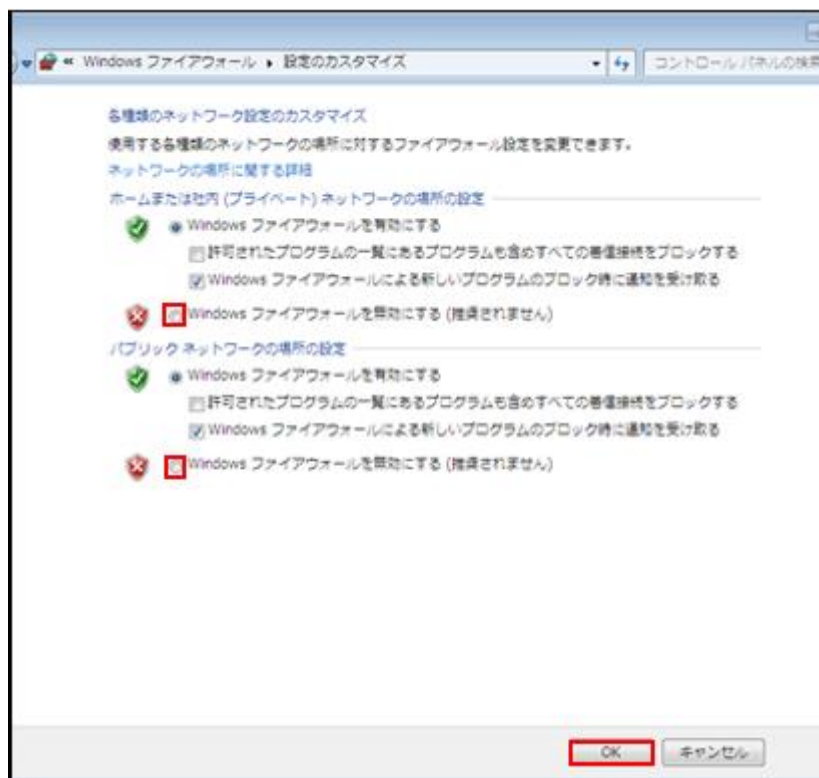 « Windows ファイアウォール ▸ 設定のカスタマイズ
コントロール パネルの検索
各種類のネットワーク設定のカスタマイズ
使用する各種類のネットワークの場所に対するファイアウォール設定を変更できます。
ネットワークの場所に関する詳細
ホームまたは社内 (プライベート) ネットワークの場所の設定
Windows ファイアウォールを有効にする
許可されたプログラムの一覧にあるプログラムも含めすべての着信接続をブロックする
Windows ファイアウォールによる新しいプログラムのブロック時に通知を受け取る
Windows ファイアウォールを無効にする (推奨されません)
パブリック ネットワークの場所の設定
Windows ファイアウォールを有効にする
許可されたプログラムの一覧にあるプログラムも含めすべての着信接続をブロックする
Windows ファイアウォールによる新しいプログラムのブロック時に通知を受け取る
Windows ファイアウォールを無効にする (推奨されません)
OK
キャンセル